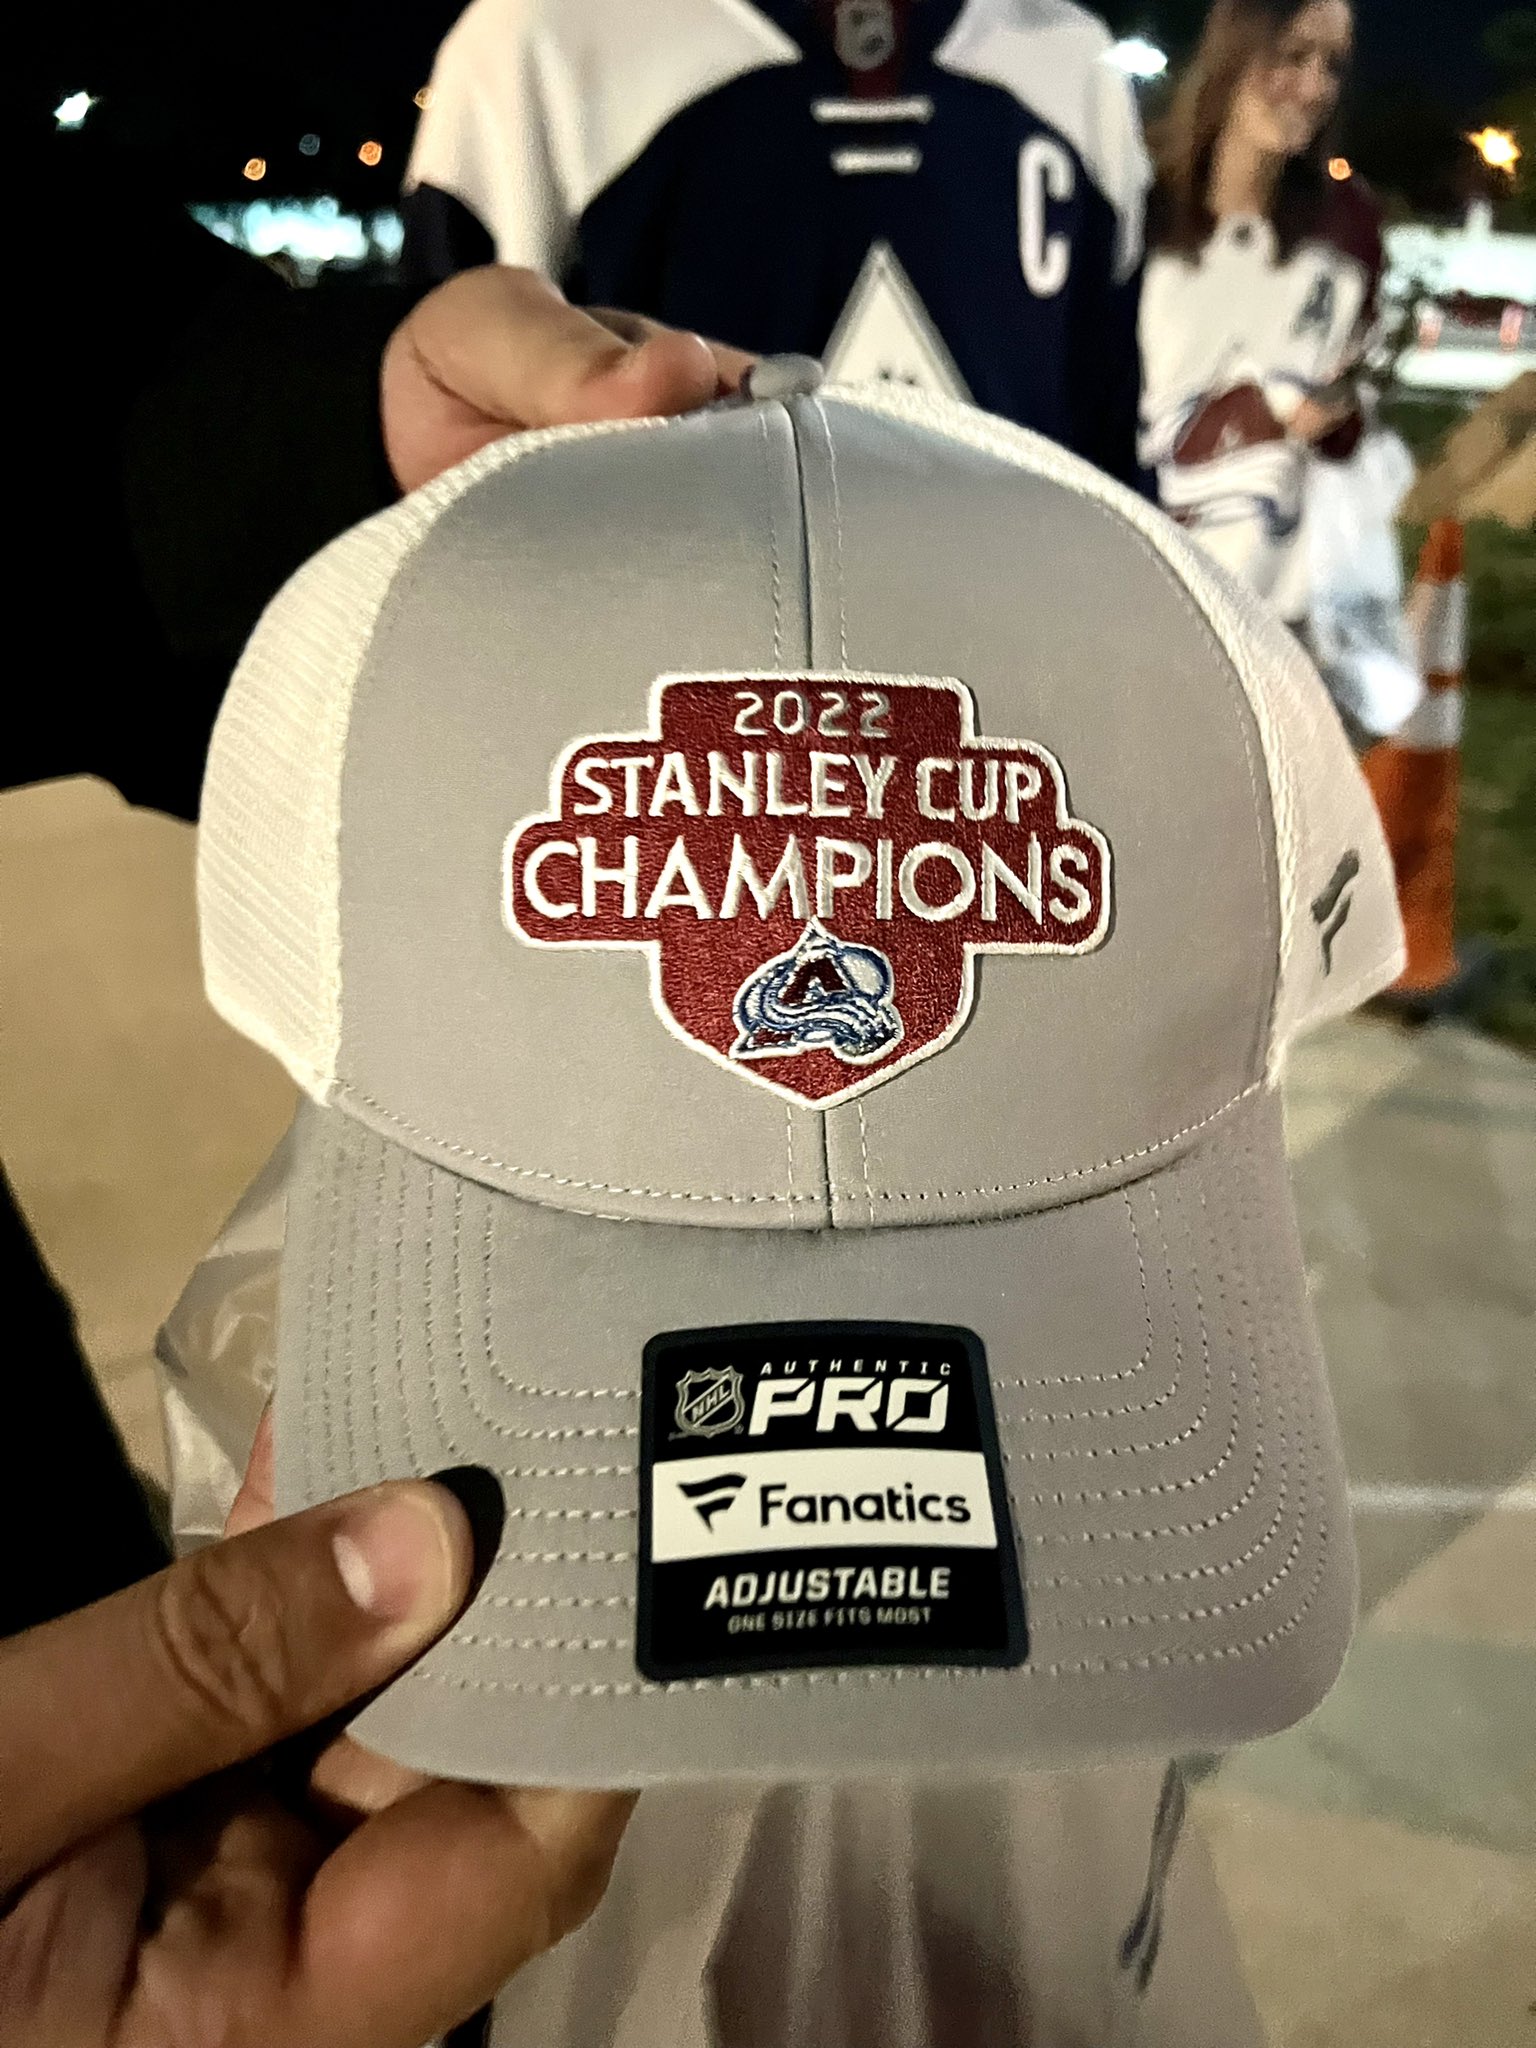 C
A
2022
STANLEY CUP
CHAMPIONS
A
NHL
AUTHENTIC
PRO
Fanatics
ADJUSTABLE
ONE SIZE FITS MOST